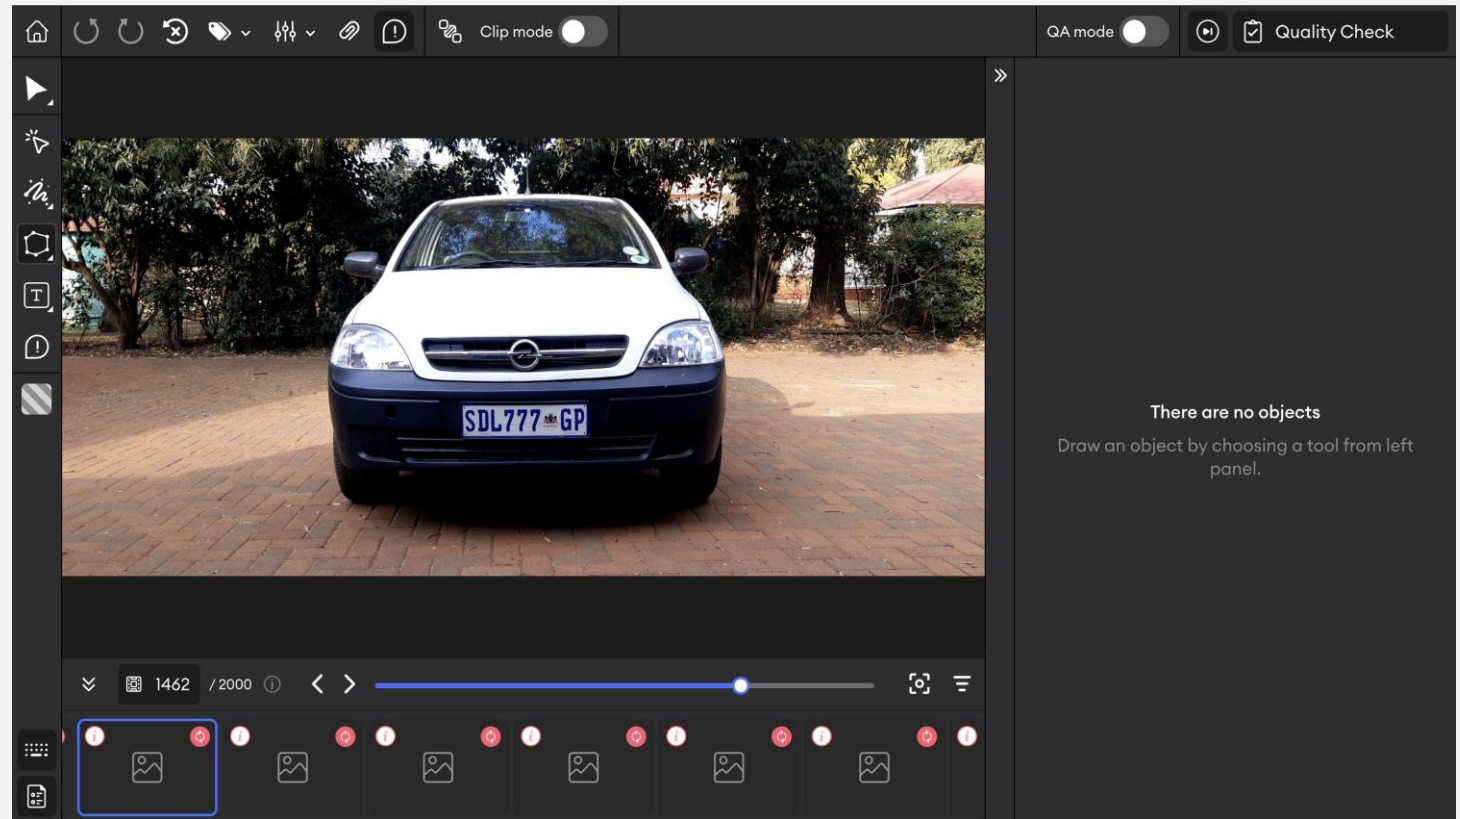 Clip mode
QA mode
Quality Check
T
SDL777 GP
There are no objects
Draw an object by choosing a tool from left
panel.
1462 / 2000